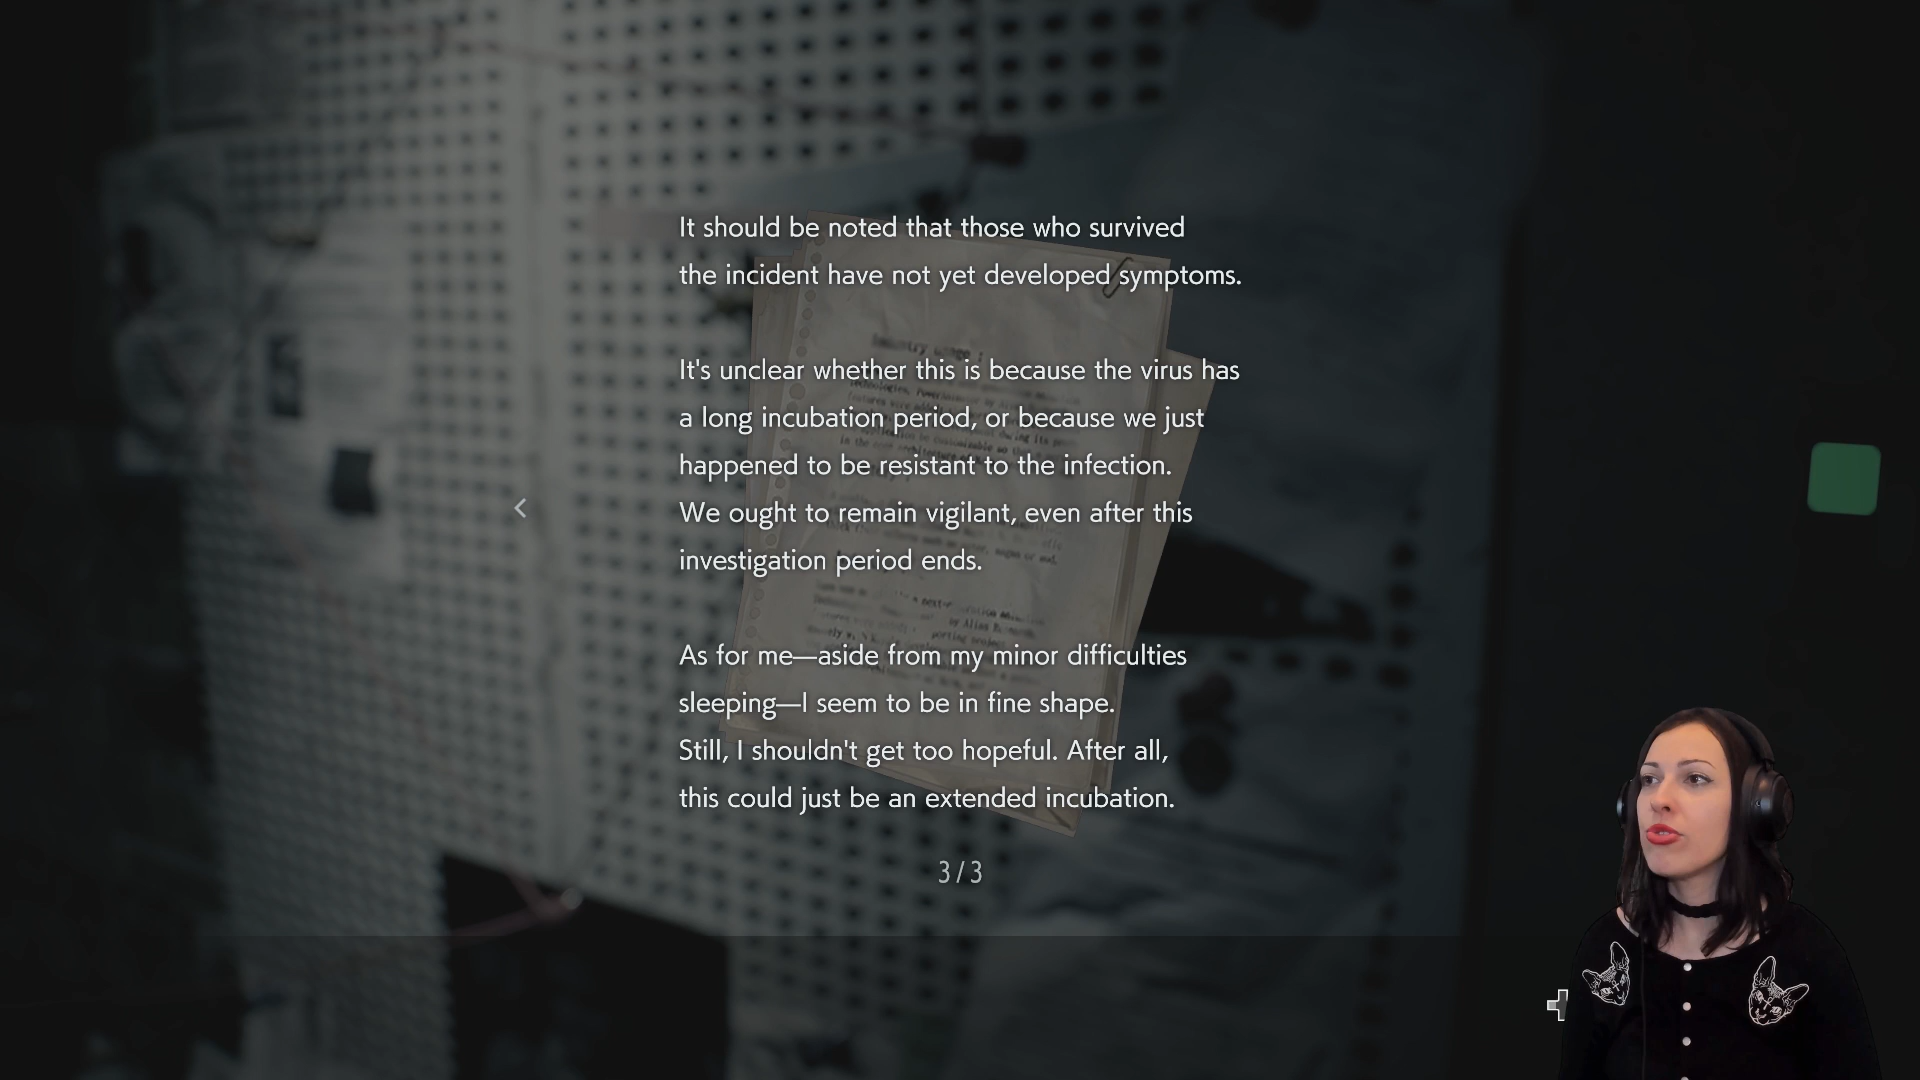 It should be noted that those who survived
the incident have not yet developed symptoms.
It's unclear whether this is because the virus has
a long incubation period, or because we just
happened to be resistant to the infection.
We ought to remain vigilant, even after this
investigation period ends.
As for me—aside from my minor difficulties
sleeping—I seem to be in fine shape.
Still, I shouldn't get too hopeful. After all,
this could just be an extended incubation.
3/3